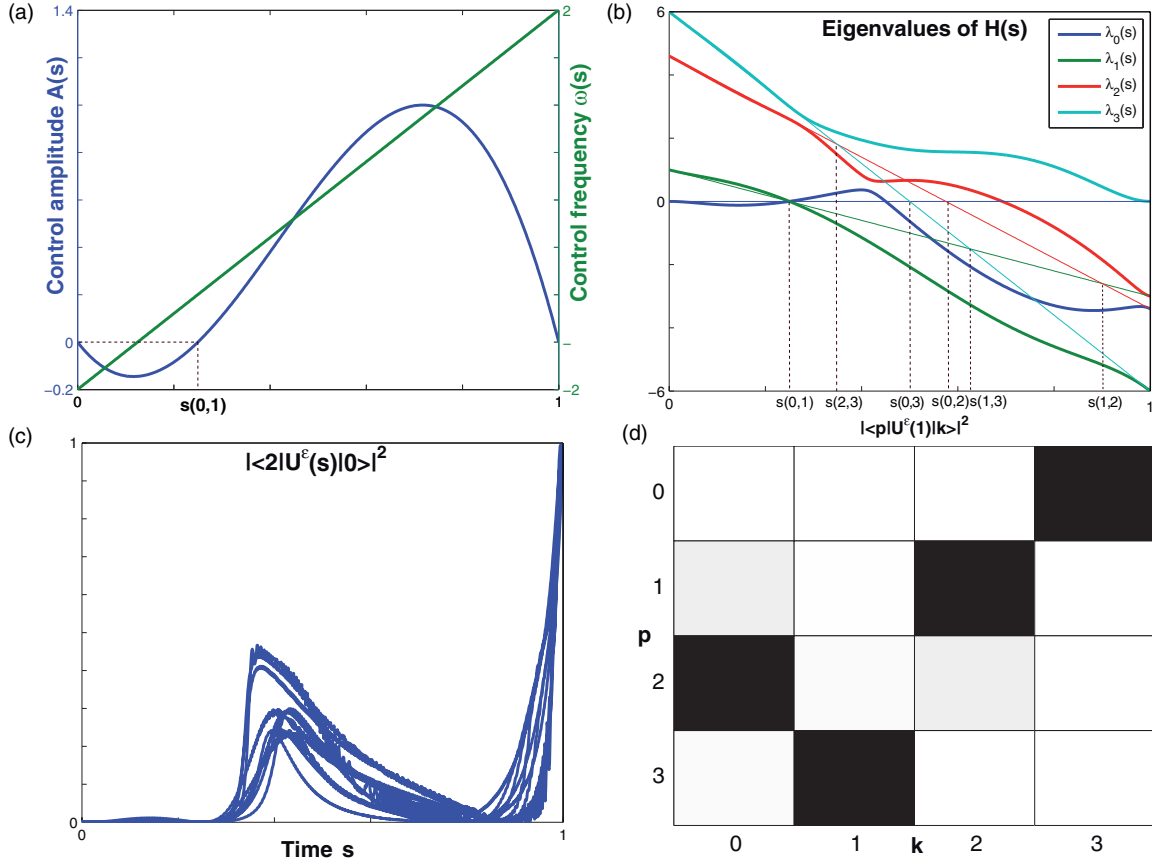 (a)
1.4
0
−0.2
Control amplitude A(s)
2
−
−2
Control frequency ω(s)
0
s(0,1)
1
(b)
Eigenvalues of H(s)
λ0(s)
λ1(s)
λ2(s)
λ3(s)
6
0
−6
0
s(0,1)
s(2,3)
s(0,3)
s(0,2)
s(1,3)
s(1,2)
1
(c)
|<2|Uε(s)|0>|2
1
0
0
1
Time s
|<p|Uε(1)|k>|2
(d)
0
1
p
2
3
0
1
k
2
3